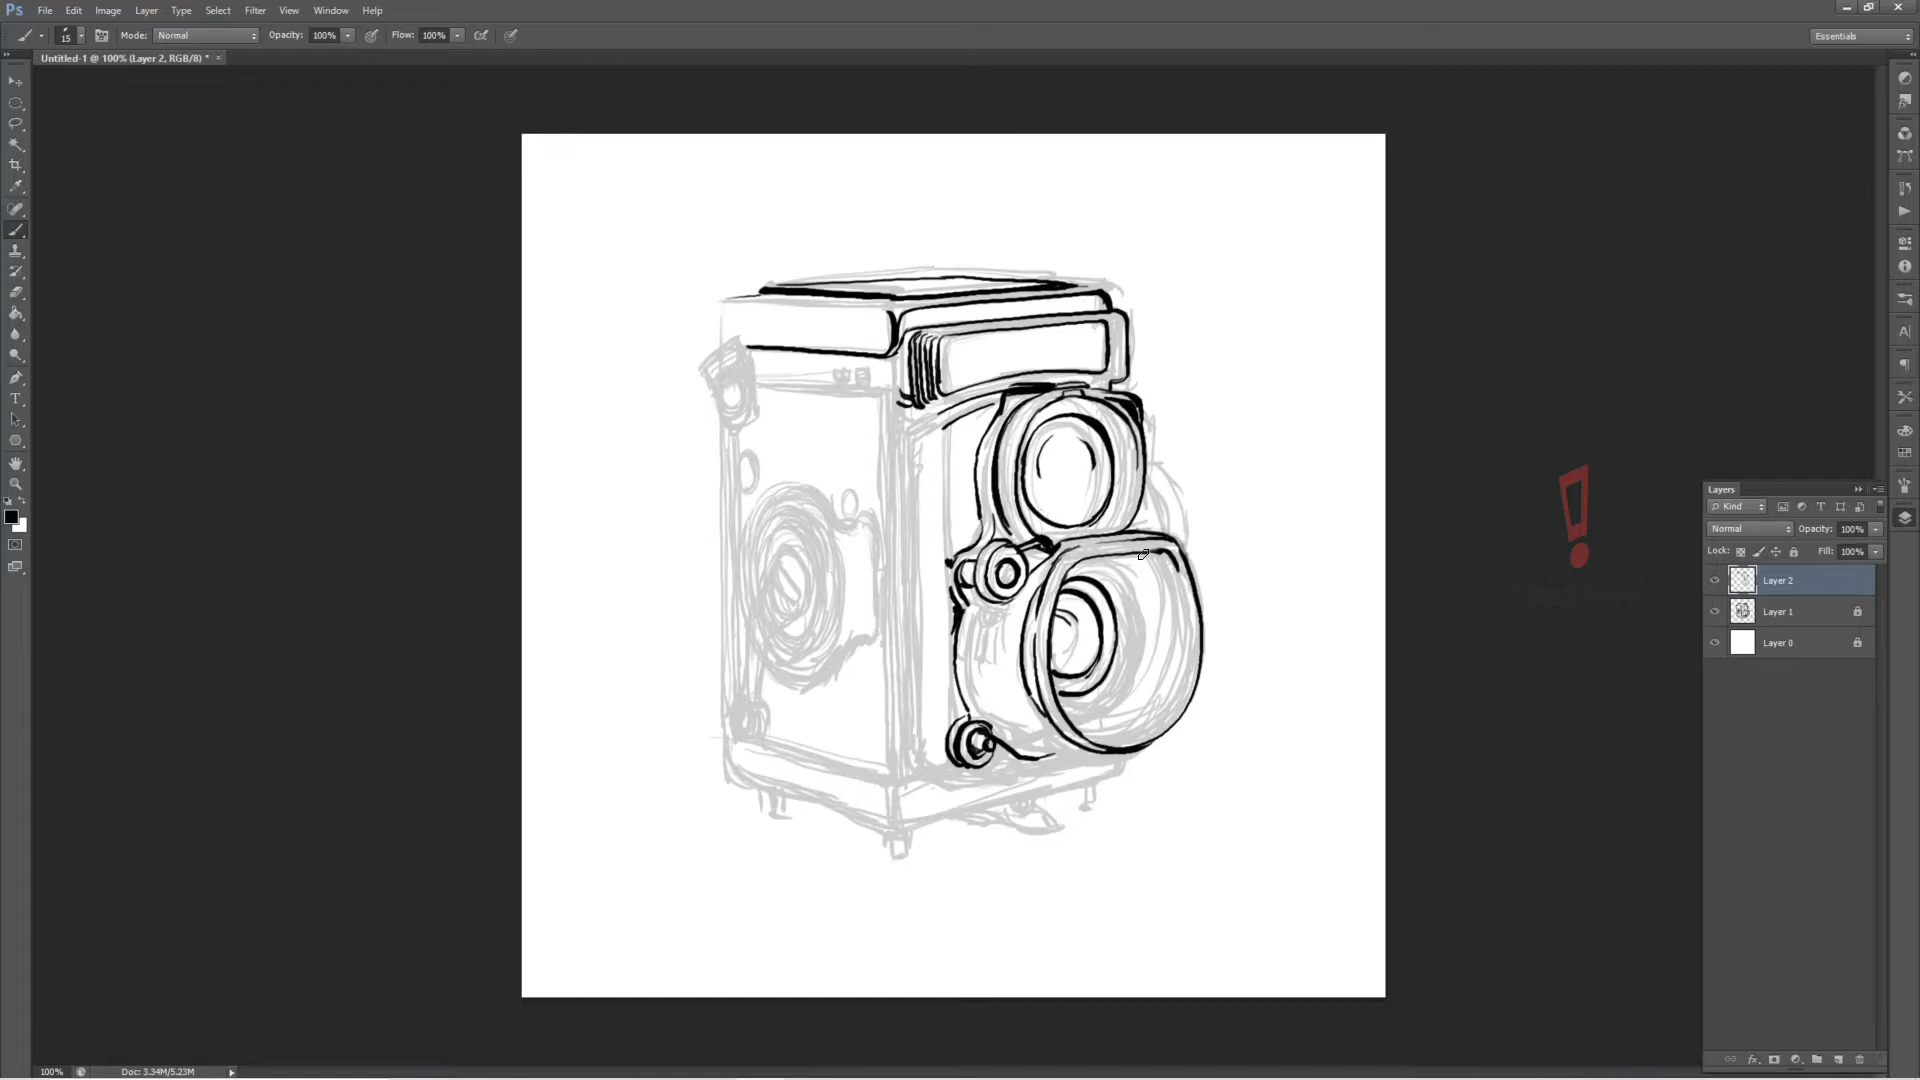 Ps File Edit Image Layer Type Select Filter View Window Help
15 Mode: Normal Opacity: 100% Flow: 100% Essentials
Untitled-1 @ 100% (Layer 2, RGB/8) * ×
Layers
Kind
Normal Opacity: 100%
Lock: Fill: 100%
Layer 2
Layer 1
Layer 0
100% Doc: 3.34M/5.23M